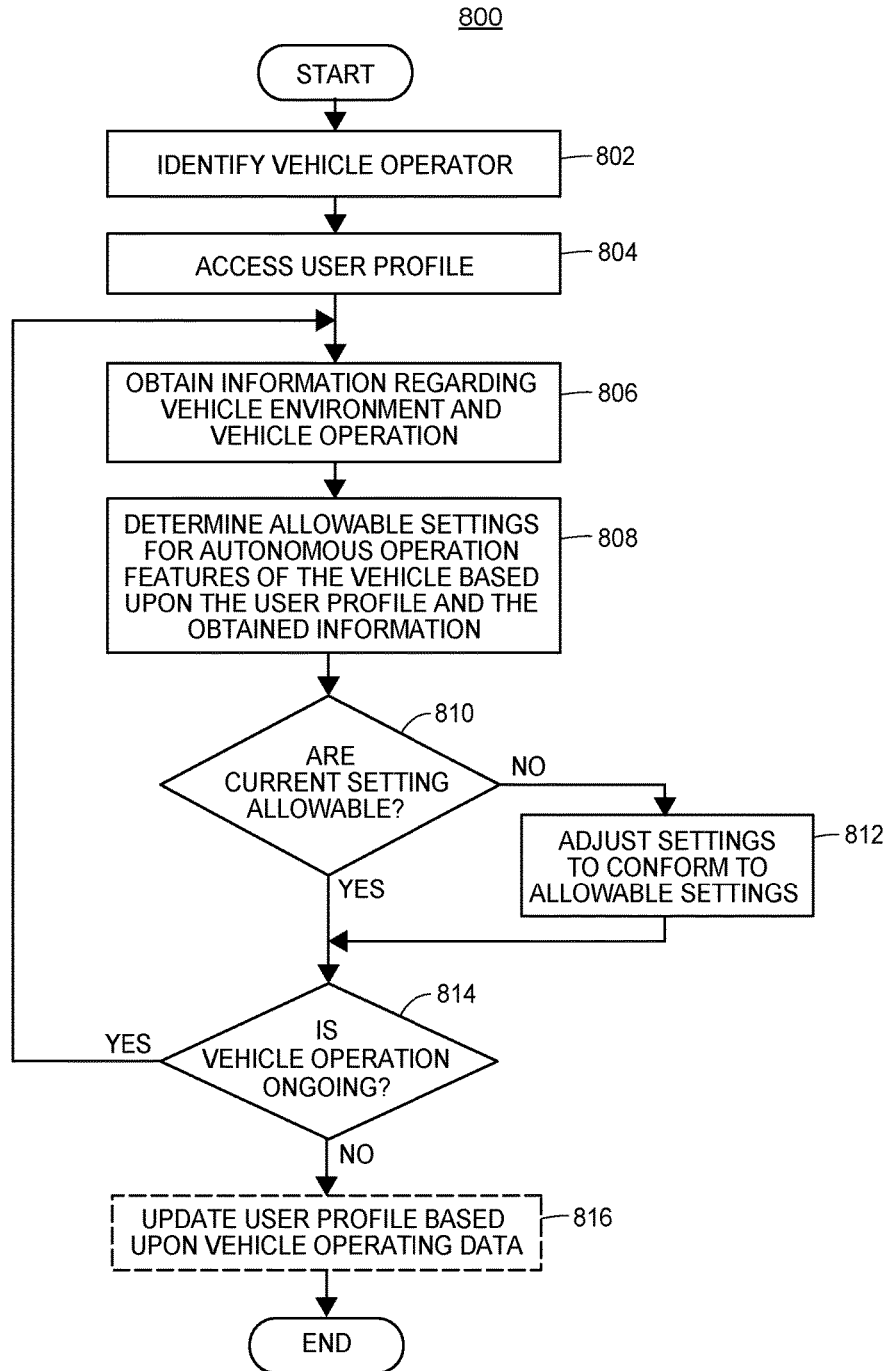 800
START
IDENTIFY VEHICLE OPERATOR
802
ACCESS USER PROFILE
804
OBTAIN INFORMATION REGARDING
VEHICLE ENVIRONMENT AND
VEHICLE OPERATION
806
DETERMINE ALLOWABLE SETTINGS
FOR AUTONOMOUS OPERATION
FEATURES OF THE VEHICLE BASED
UPON THE USER PROFILE AND THE
OBTAINED INFORMATION
808
810
ARE
CURRENT SETTING
ALLOWABLE?
NO
YES
ADJUST SETTINGS
TO CONFORM TO
ALLOWABLE SETTINGS
812
814
IS
VEHICLE OPERATION
ONGOING?
YES
NO
UPDATE USER PROFILE BASED
UPON VEHICLE OPERATING DATA
816
END